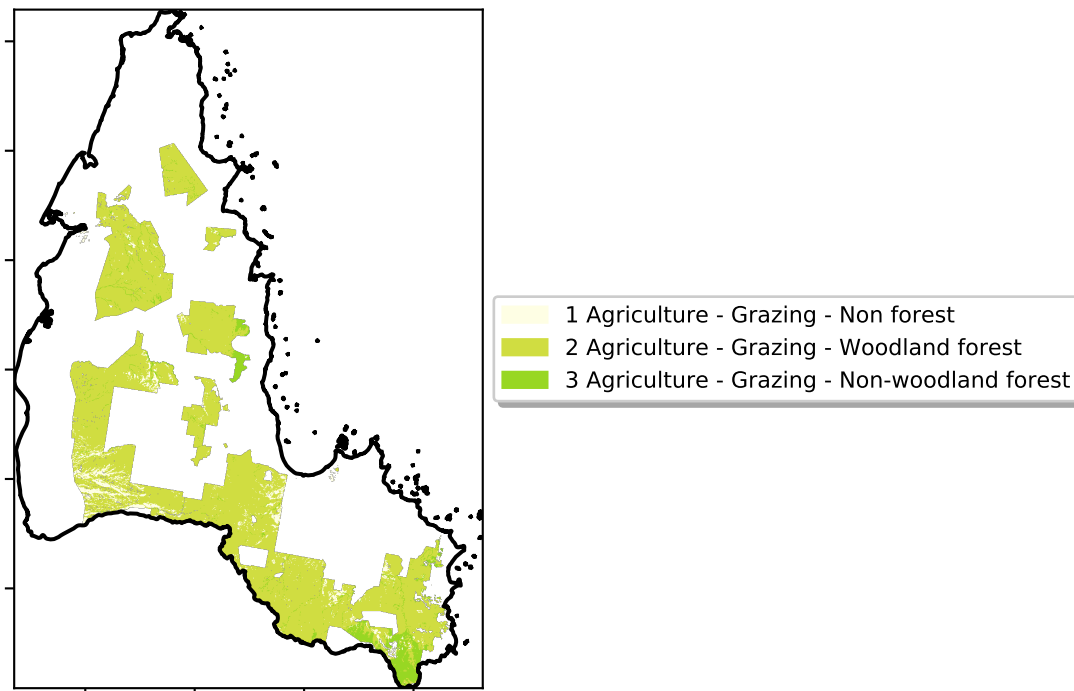 1 Agriculture - Grazing - Non forest
2 Agriculture - Grazing - Woodland forest
3 Agriculture - Grazing - Non-woodland forest